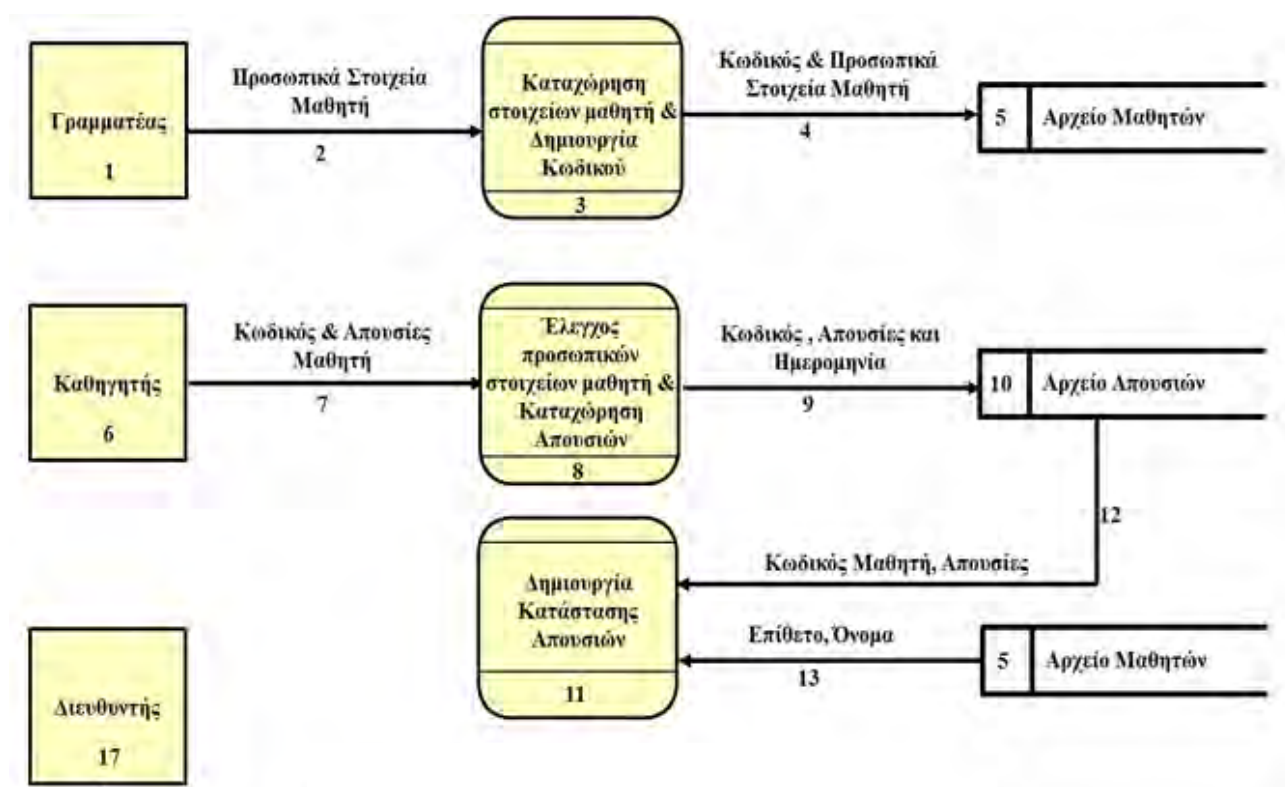 Γραμματέας
1
Προσωπικά Στοιχεία
Μαθητή
2
Καταχώρηση
στοιχείων μαθητή &
Δημιουργία
Κωδικού
3
Κωδικός & Προσωπικά
Στοιχεία Μαθητή
4
5 Αρχείο Μαθητών
Καθηγητής
6
Κωδικός & Απουσίες
Μαθητή
7
Έλεγχος
προσωπικών
στοιχείων μαθητή &
Καταχώρηση
Απουσιών
8
Κωδικός , Απουσίες και
Ημερομηνία
9
10 Αρχείο Απουσιών
12
Κωδικός Μαθητή, Απουσίες
Δημιουργία
Κατάστασης
Απουσιών
11
Επίθετο, Όνομα
13
5 Αρχείο Μαθητών
Διευθυντής
17